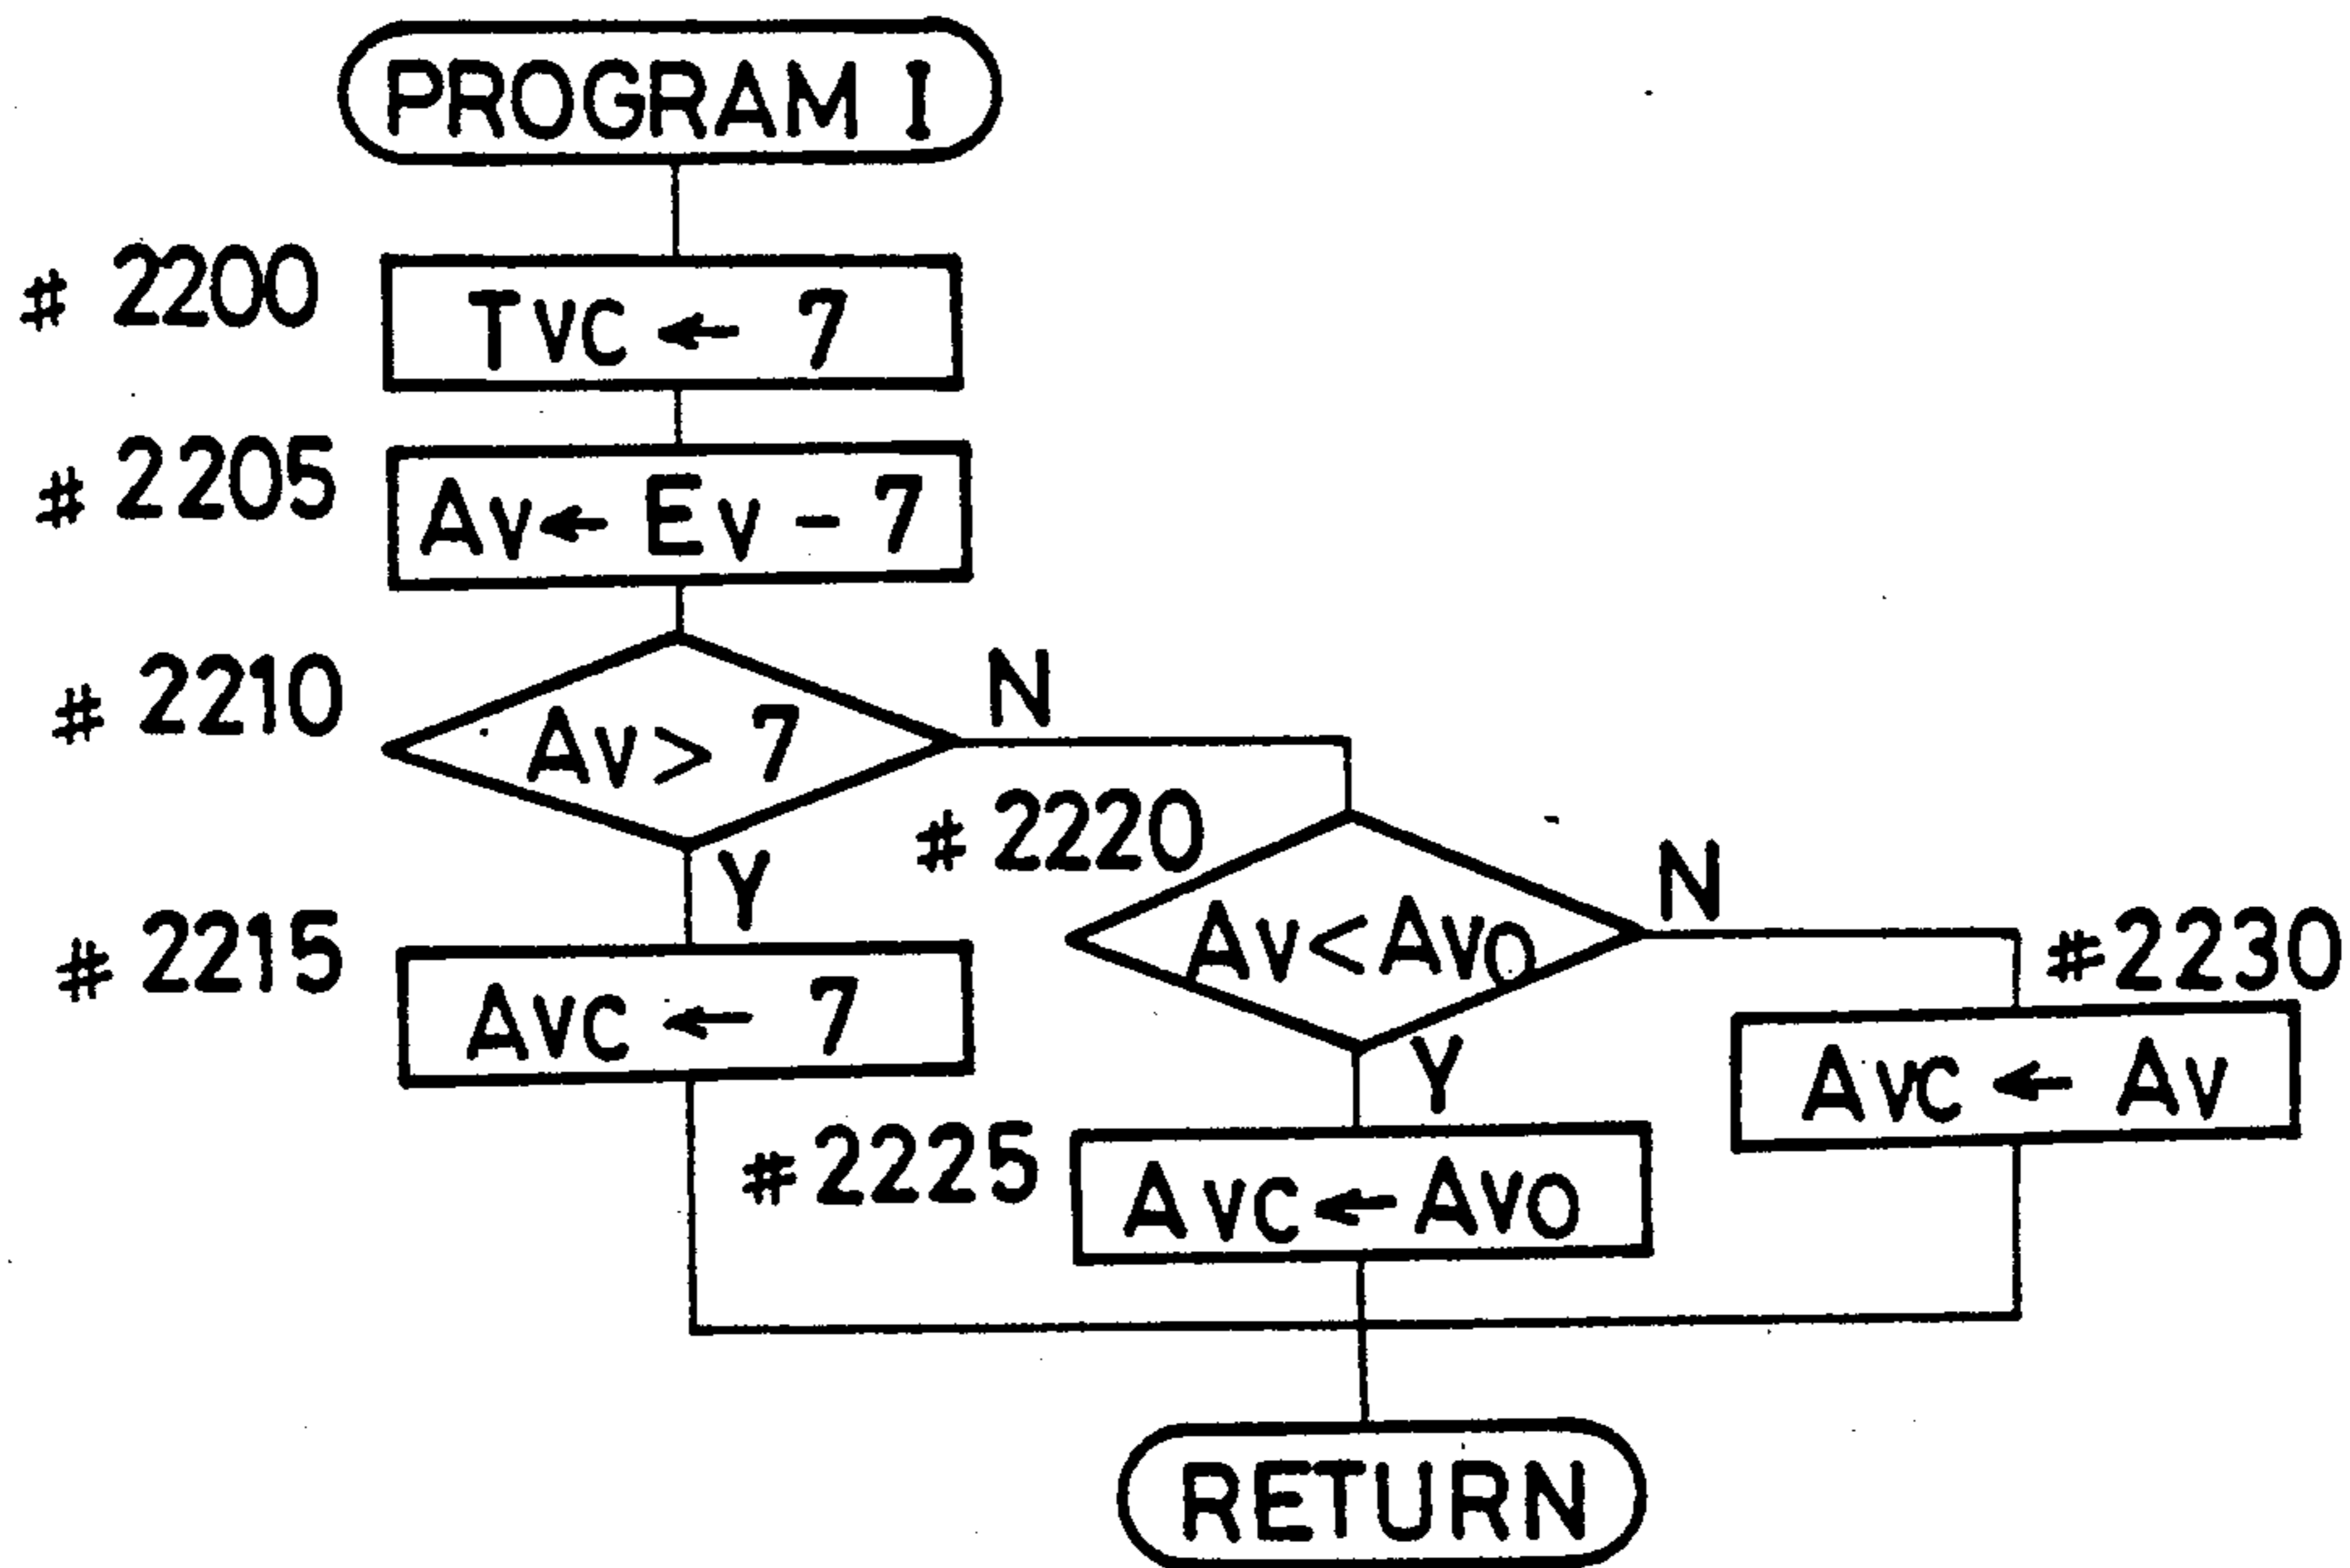 PROGRAM I
# 2200
TVC ← 7
# 2205
AV ← EV - 7
# 2210
AV > 7
N
Y
# 2220
AV < AVO
N
Y
# 2215
AVC ← 7
# 2230
AVC ← AV
# 2225
AVC ← AVO
RETURN